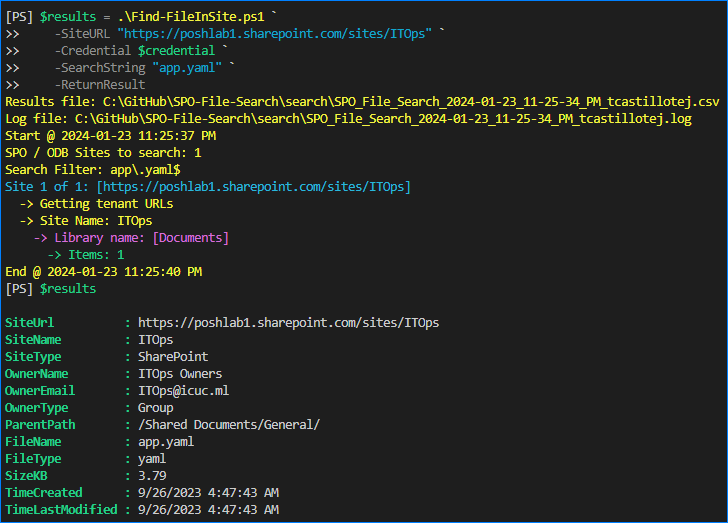 [PS] $results = .\Find-FileInSite.ps1 `
>>     -SiteURL "https://poshlab1.sharepoint.com/sites/ITOps" `
>>     -Credential $credential `
>>     -SearchString "app.yaml" `
>>     -ReturnResult
Results file: C:\GitHub\SPO-File-Search\search\SPO_File_Search_2024-01-23_11-25-34_PM_tcastillotej.csv
Log file: C:\GitHub\SPO-File-Search\search\SPO_File_Search_2024-01-23_11-25-34_PM_tcastillotej.log
Start @ 2024-01-23 11:25:37 PM
SPO / ODB Sites to search: 1
Search Filter: app\.yaml$
Site 1 of 1: [https://poshlab1.sharepoint.com/sites/ITOps]
  -> Getting tenant URLs
  -> Site Name: ITOps
    -> Library name: [Documents]
      -> Items: 1
End @ 2024-01-23 11:25:40 PM
[PS] $results
SiteUrl          : https://poshlab1.sharepoint.com/sites/ITOps
SiteName         : ITOps
SiteType         : SharePoint
OwnerName        : ITOps Owners
OwnerEmail       : ITOps@icuc.ml
OwnerType        : Group
ParentPath       : /Shared Documents/General/
FileName         : app.yaml
FileType         : yaml
SizeKB           : 3.79
TimeCreated      : 9/26/2023 4:47:43 AM
TimeLastModified : 9/26/2023 4:47:43 AM